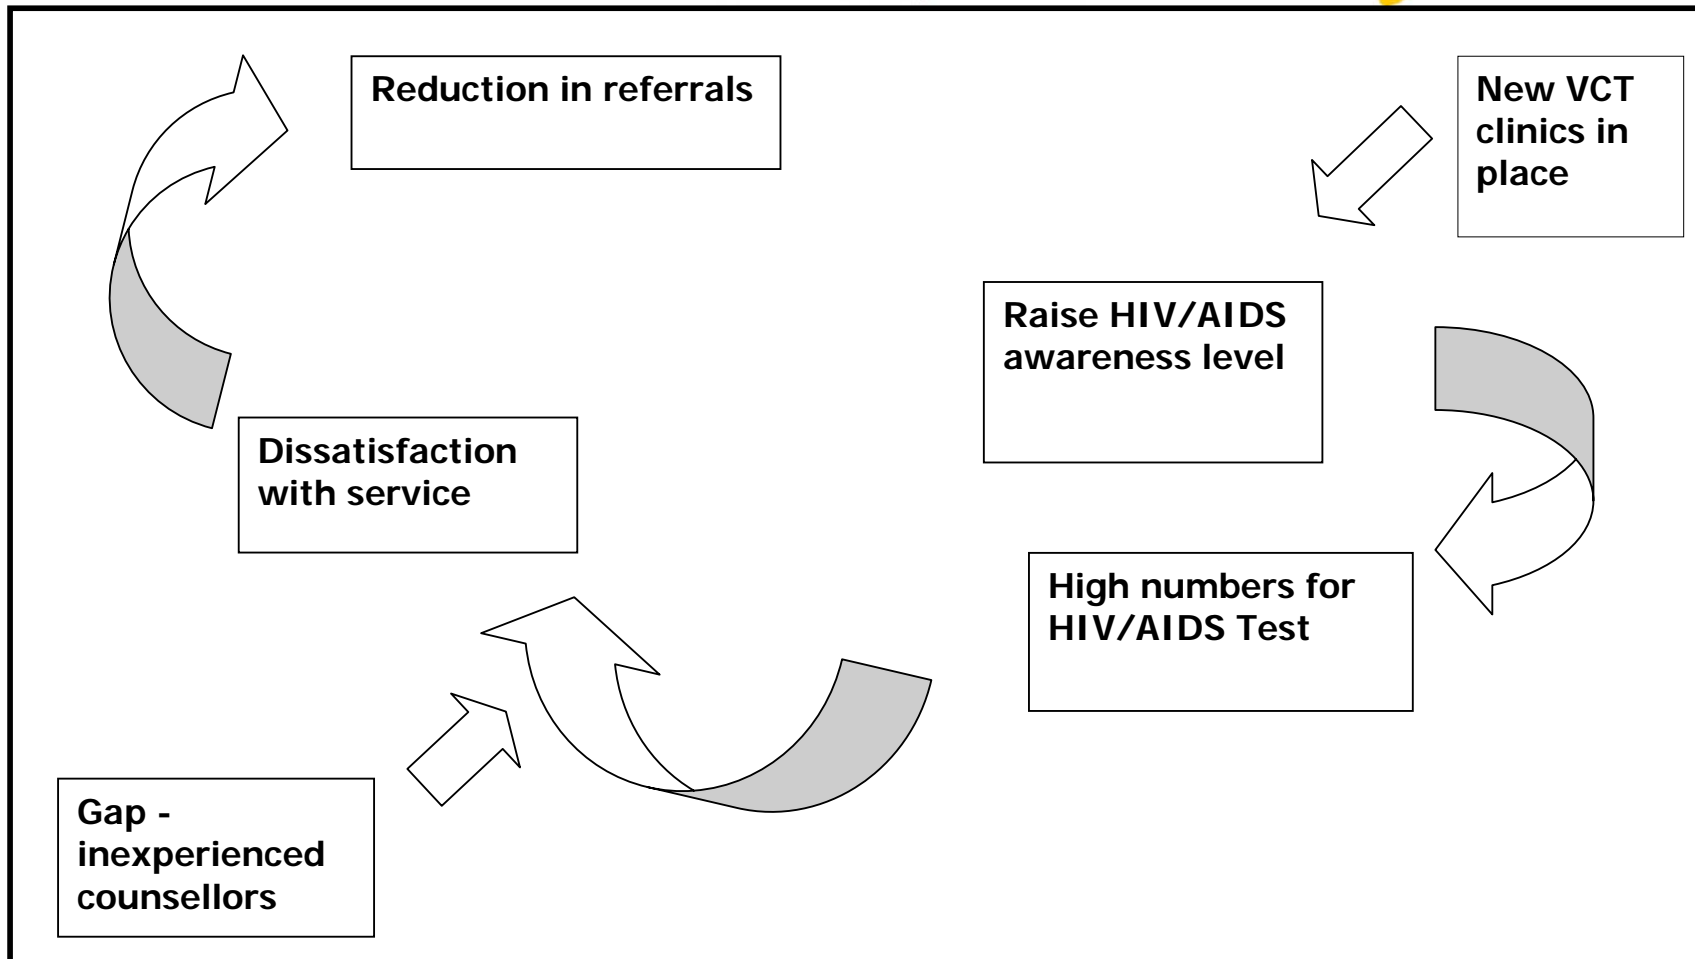 Reduction in referrals
New VCT
clinics in
place
Raise HIV/AIDS
awareness level
Dissatisfaction
with service
High numbers for
HIV/AIDS Test
Gap -
inexperienced
counsellors